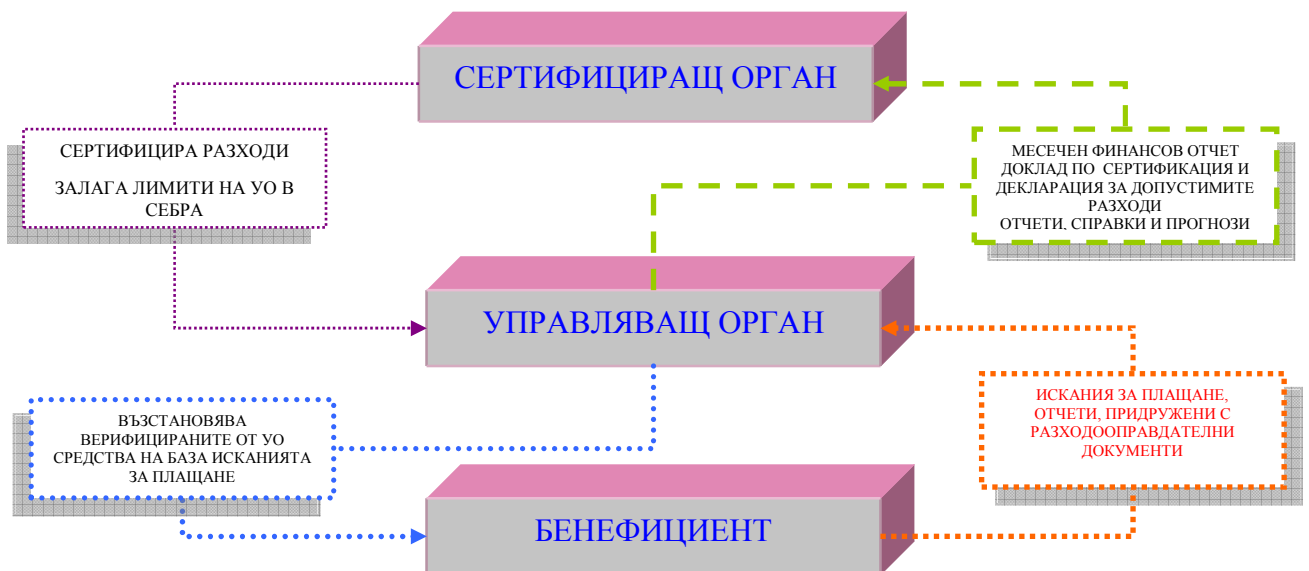 СЕРТИФИЦИРАЩ ОРГАН
СЕРТИФИЦИРА РАЗХОДИ
ЗАЛАГА ЛИМИТИ НА УО В
СЕБРА
МЕСЕЧЕН ФИНАНСОВ ОТЧЕТ
ДОКЛАД ПО СЕРТИФИКАЦИЯ И
ДЕКЛАРАЦИЯ ЗА ДОПУСТИМИТЕ
РАЗХОДИ
ОТЧЕТИ, СПРАВКИ И ПРОГНОЗИ
УПРАВЛЯВАЩ ОРГАН
ВЪЗСТАНОВЯВА
ВЕРИФИЦИРАНИТЕ ОТ УО
СРЕДСТВА НА БАЗА ИСКАНИЯТА
ЗА ПЛАЩАНЕ
ИСКАНИЯ ЗА ПЛАЩАНЕ,
ОТЧЕТИ, ПРИДРУЖЕНИ С
РАЗХОДООПРАВДАТЕЛНИ
ДОКУМЕНТИ
БЕНЕФИЦИЕНТ